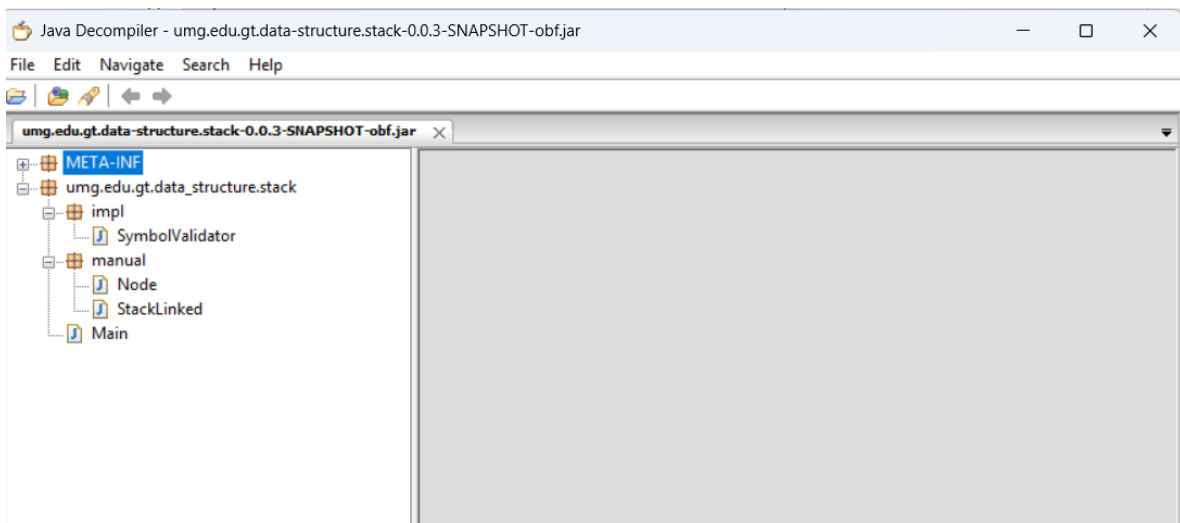 Java Decompiler - umg.edu.gt.data-structure.stack-0.0.3-SNAPSHOT-obf.jar
File Edit Navigate Search Help
umg.edu.gt.data-structure.stack-0.0.3-SNAPSHOT-obf.jar
META-INF
umg.edu.gt.data_structure.stack
impl
SymbolValidator
manual
Node
StackLinked
Main